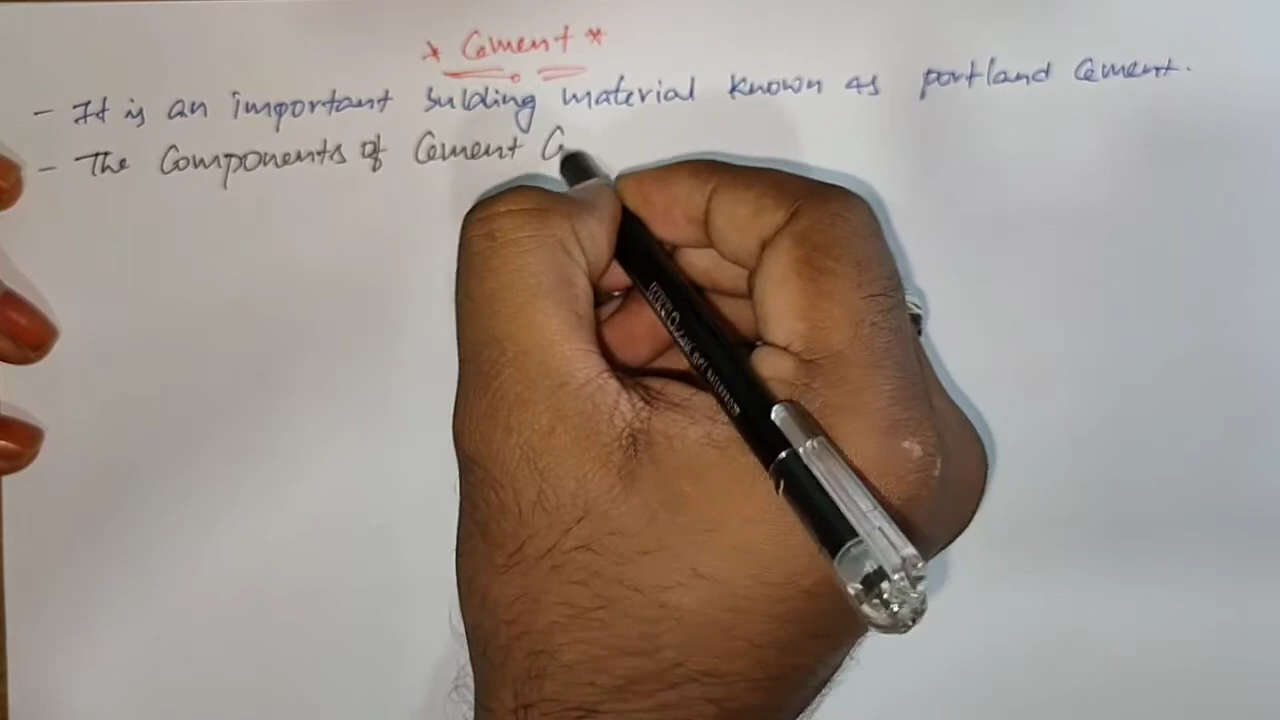 * Cement *
- It is an important bulding material known as portland Cement.
- The Components of Cement C